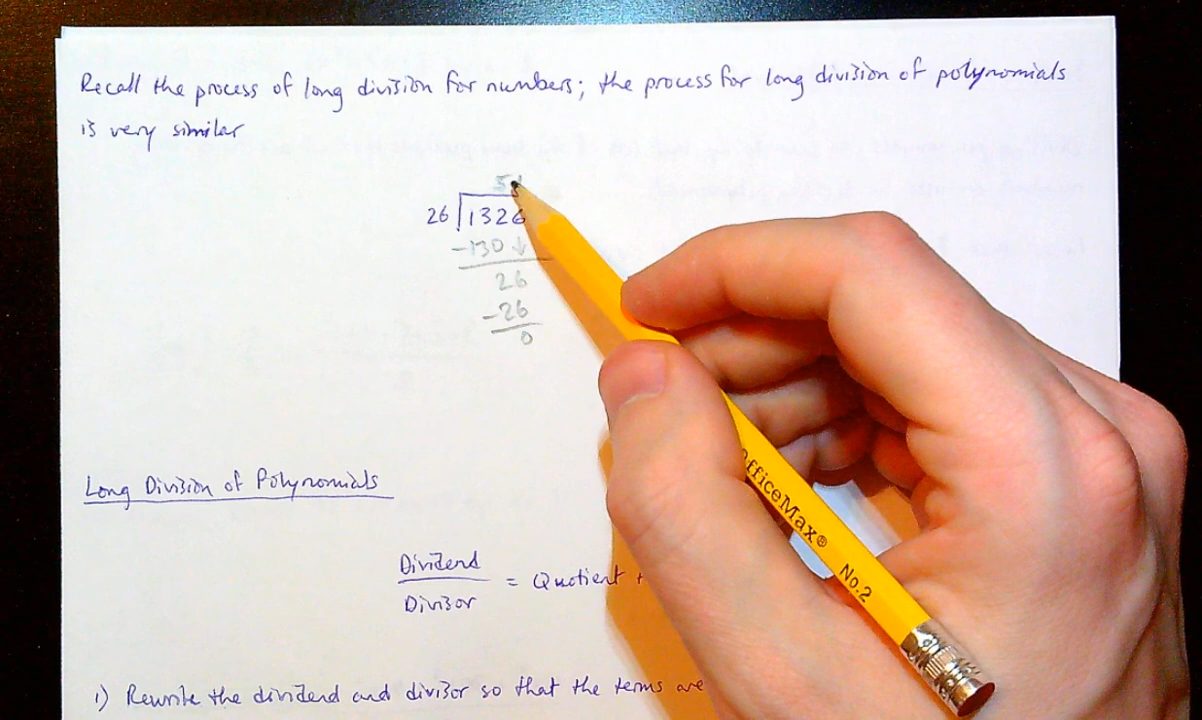 Recall the process of long division for numbers; the process for long division of polynomials
is very similar
51
26 1326
-130 ↓
26
-26
0
Long Division of Polynomials
Dividend
Divisor
= Quotient +
1) Rewrite the dividend and divisor so that the terms are
OfficeMax® No.2